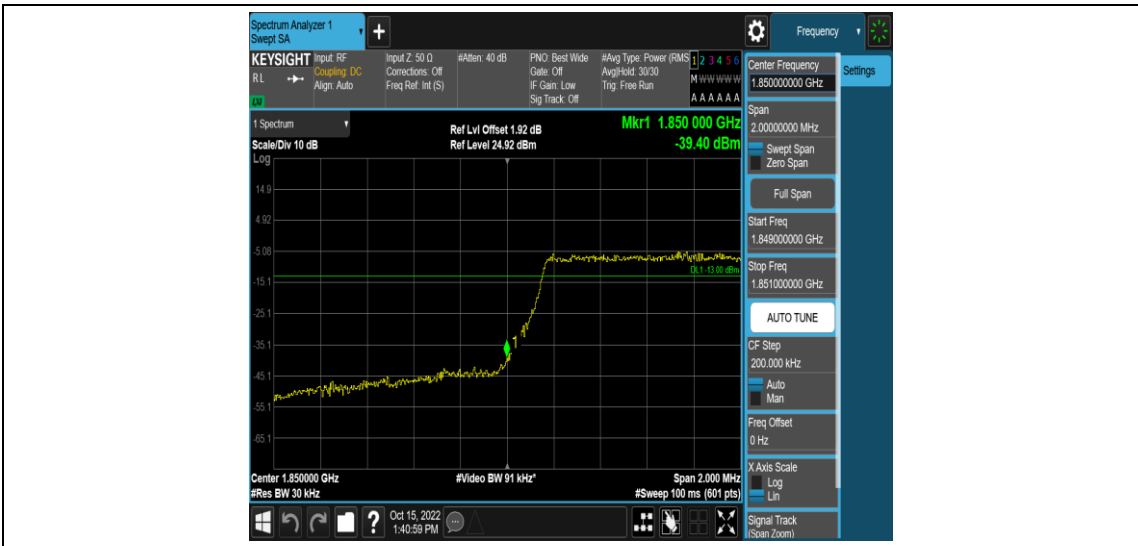 Spectrum Analyzer 1
Swept SA
+
Frequency
KEYSIGHT
RL
LXI
Input: RF
Coupling: DC
Align: Auto
Input Z: 50 Ω
Corrections: Off
Freq Ref: Int (S)
#Atten: 40 dB
PNO: Best Wide
Gate: Off
IF Gain: Low
Sig Track: Off
#Avg Type: Power (RMS
Avg|Hold: 30/30
Trig: Free Run
1 2 3 4 5 6
M W W W W W
A A A A A A
Center Frequency
1.850000000 GHz
Settings
Span
2.00000000 MHz
Swept Span
Zero Span
Full Span
Start Freq
1.849000000 GHz
Stop Freq
1.851000000 GHz
AUTO TUNE
CF Step
200.000 kHz
Auto
Man
Freq Offset
0 Hz
X Axis Scale
Log
Lin
Signal Track
(Span Zoom)
1 Spectrum
Scale/Div 10 dB
Log
Ref Lvl Offset 1.92 dB
Ref Level 24.92 dBm
Mkr1 1.850 000 GHz
-39.40 dBm
14.9
4.92
-5.08
DL1 -13.00 dBm
-15.1
-25.1
-35.1
1
-45.1
-55.1
-65.1
Center 1.850000 GHz
#Video BW 91 kHz*
Span 2.000 MHz
#Res BW 30 kHz
#Sweep 100 ms (601 pts)
?
Oct 15, 2022
1:40:59 PM